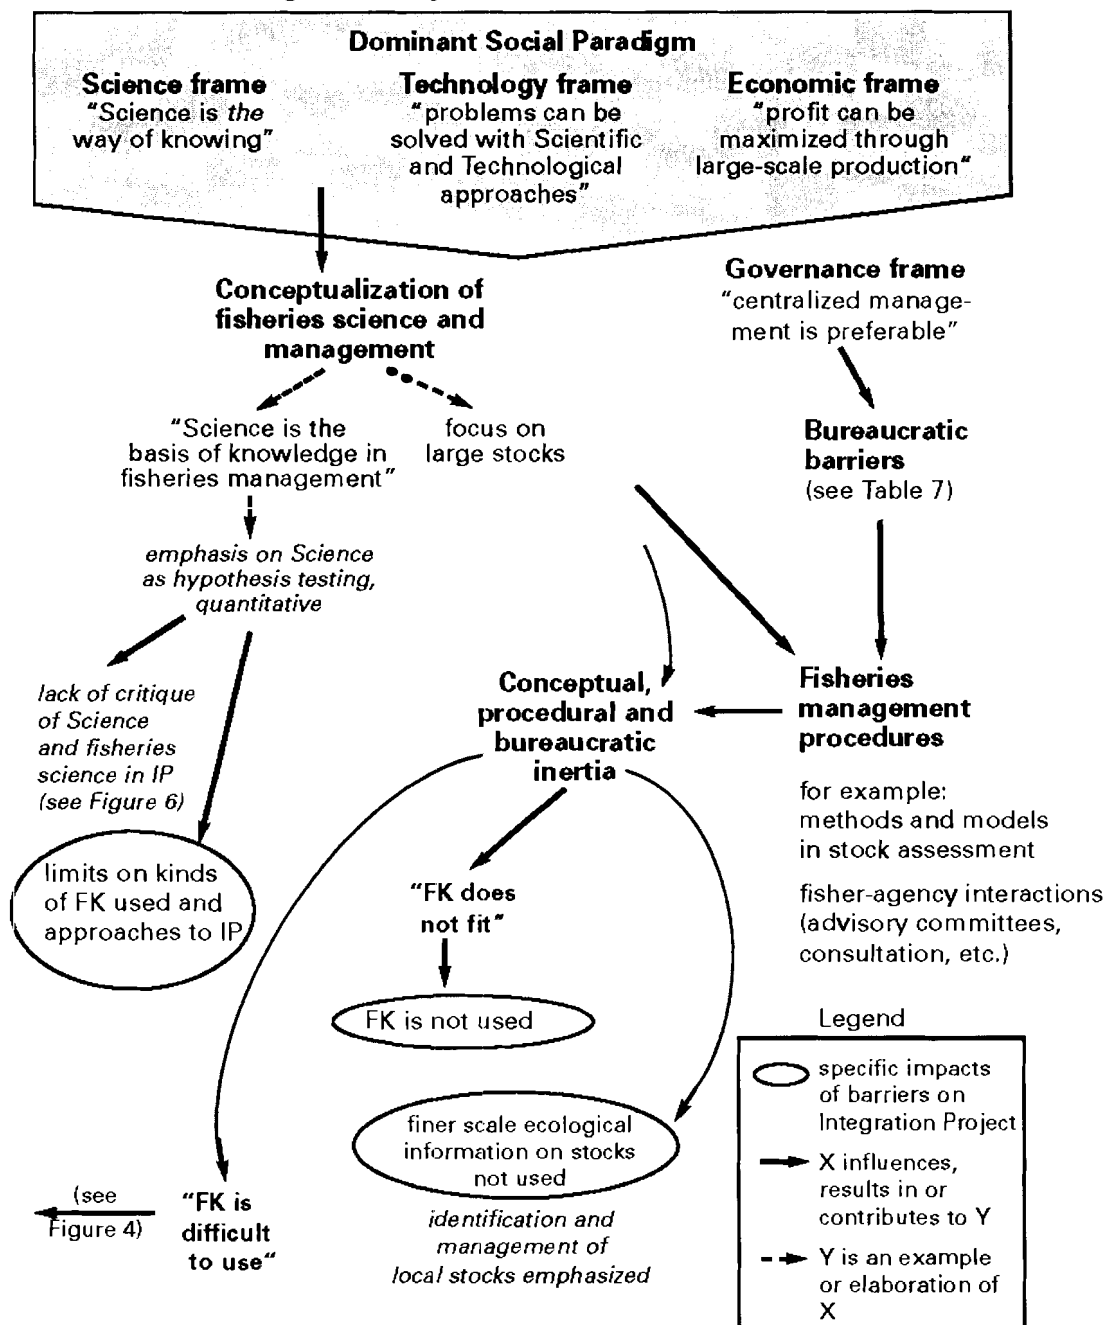 Dominant Social Paradigm
Science frame
"Science is the
way of knowing"
Technology frame
"problems can be
solved with Scientific
and Technological
approaches"
Economic frame
"profit can be
maximized through
large-scale production"
Conceptualization of
fisheries science and
management
Governance frame
"centralized manage-
ment is preferable"
"Science is the
basis of knowledge in
fisheries management"
focus on
large stocks
Bureaucratic
barriers
(see Table 7)
emphasis on Science
as hypothesis testing,
quantitative
lack of critique
of Science
and fisheries
science in IP
(see Figure 6)
Conceptual,
procedural and
bureaucratic
inertia
Fisheries
management
procedures
for example:
methods and models
in stock assessment
fisher-agency interactions
(advisory committees,
consultation, etc.)
limits on kinds
of FK used and
approaches to IP
"FK does
not fit"
FK is not used
finer scale ecological
information on stocks
not used
identification and
management of
local stocks emphasized
(see
Figure 4)
"FK is
difficult
to use"
Legend
specific impacts
of barriers on
Integration Project
X influences,
results in or
contributes to Y
Y is an example
or elaboration of
X